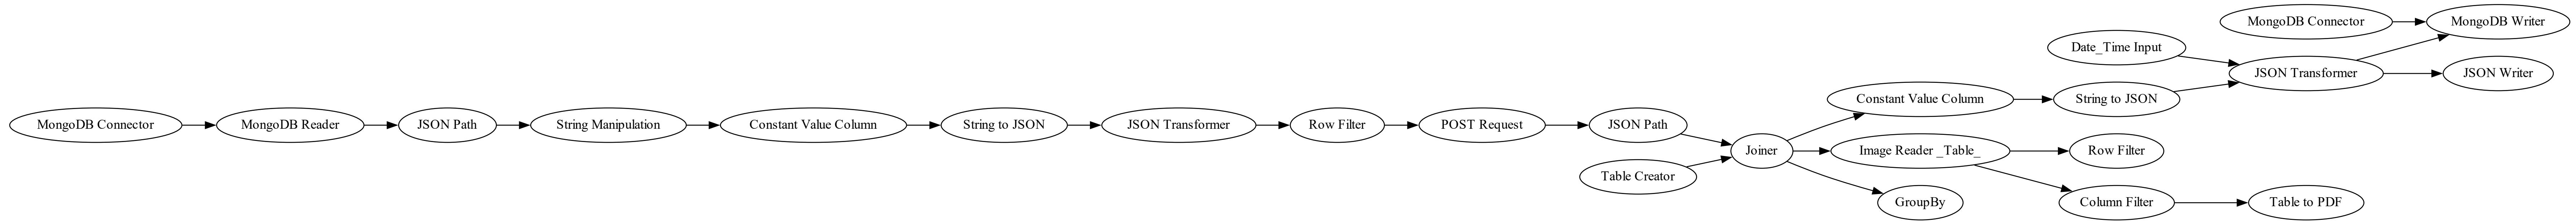 MongoDB Connector
MongoDB Reader
JSON Path
String Manipulation
Constant Value Column
String to JSON
JSON Transformer
Row Filter
POST Request
JSON Path
Table Creator
Joiner
Constant Value Column
Image Reader _Table_
GroupBy
Date_Time Input
String to JSON
Row Filter
Column Filter
MongoDB Connector
JSON Transformer
Table to PDF
MongoDB Writer
JSON Writer